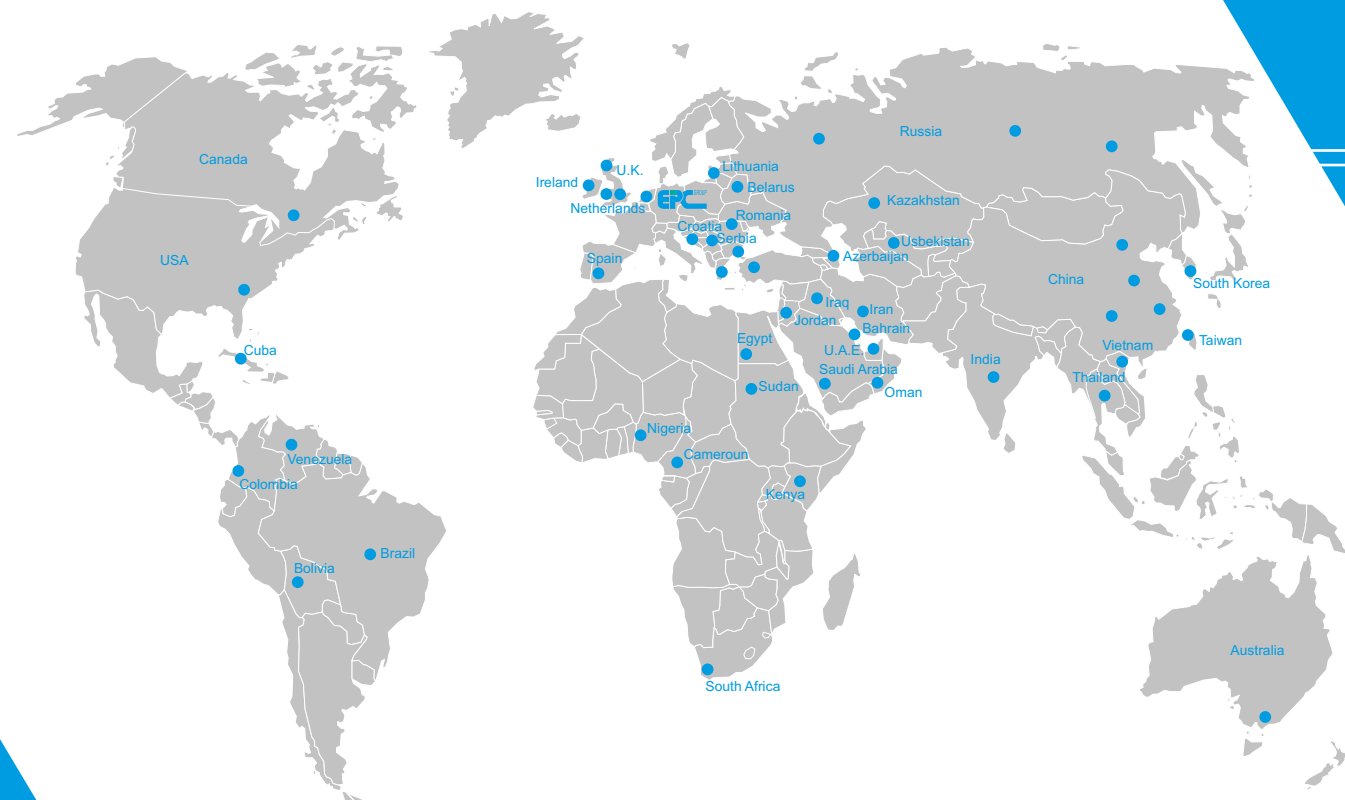 Russia
Canada
U.K.
Lithuania
Ireland
Belarus
EPC
GROUP
Netherlands
Kazakhstan
Romania
Croatia
Serbia
Usbekistan
USA
Spain
Azerbaijan
China
South Korea
Iraq
Iran
Jordan
Bahrain
Egypt
Taiwan
Cuba
U.A.E.
Vietnam
India
Saudi Arabia
Thailand
Sudan
Oman
Nigeria
Cameroun
Venezuela
Colombia
Kenya
Brazil
Bolivia
Australia
South Africa